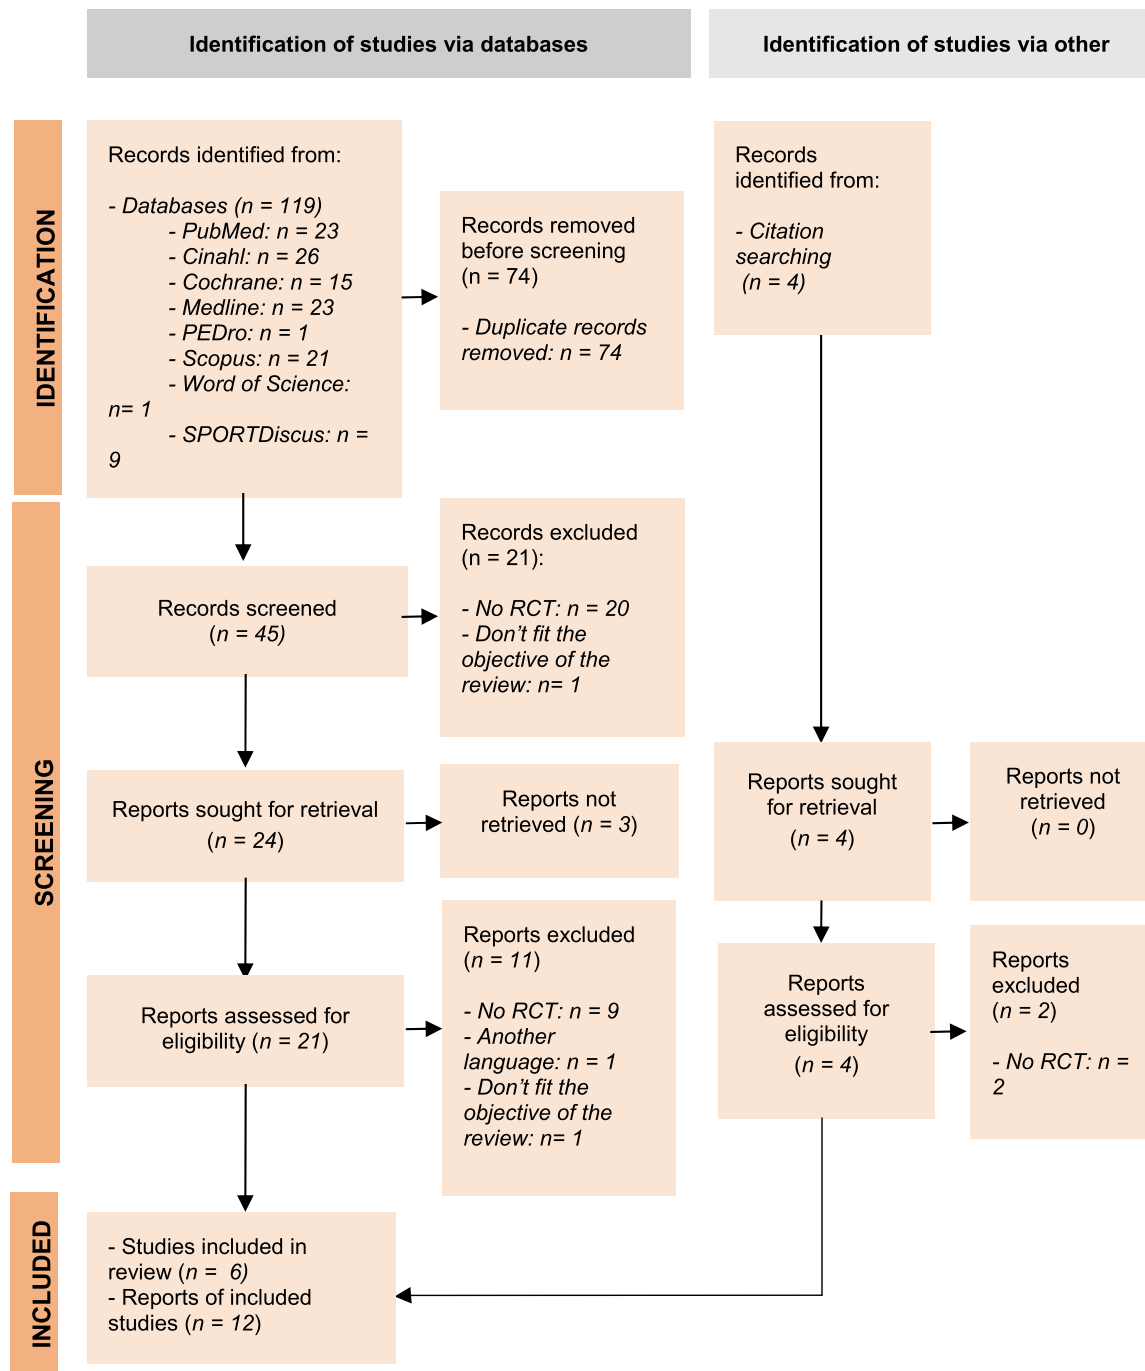 Identification of studies via databases
Identification of studies via other
IDENTIFICATION
Records identified from:
- Databases (n = 119)
- PubMed: n = 23
- Cinahl: n = 26
- Cochrane: n = 15
- Medline: n = 23
- PEDro: n = 1
- Scopus: n = 21
- Word of Science:
n= 1
- SPORTDiscus: n =
9
Records removed
before screening
(n = 74)
- Duplicate records
removed: n = 74
Records
identified from:
- Citation
searching
(n = 4)
SCREENING
Records screened
(n = 45)
Records excluded
(n = 21):
- No RCT: n = 20
- Don't fit the
objective of the
review: n= 1
Reports sought for retrieval
(n = 24)
Reports not
retrieved (n = 3)
Reports sought
for retrieval
(n = 4)
Reports not
retrieved
(n = 0)
Reports assessed for
eligibility (n = 21)
Reports excluded
(n = 11)
- No RCT: n = 9
- Another
language: n = 1
- Don't fit the
objective of the
review: n= 1
Reports
assessed for
eligibility
(n = 4)
Reports
excluded
(n = 2)
- No RCT: n =
2
INCLUDED
- Studies included in
review (n =  6)
- Reports of included
studies (n = 12)